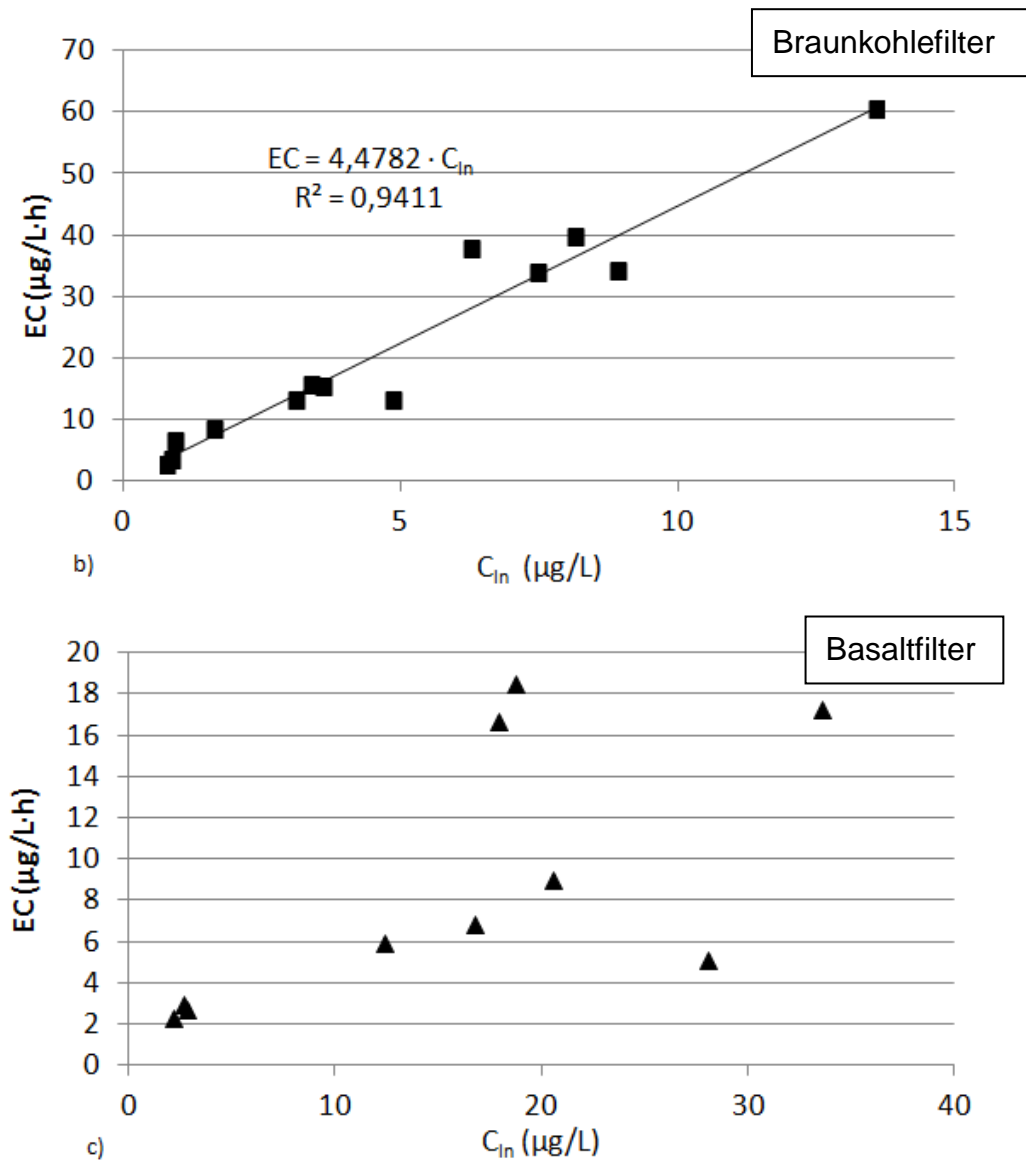 Braunkohlefilter
70
60
50
40
30
20
10
0
EC (µg/L·h)
EC = 4,4782 · C_In
R² = 0,9411
0 5 10 15
b)
C_In (µg/L)
Basaltfilter
20
18
16
14
12
10
8
6
4
2
0
EC (µg/L·h)
0 10 20 30 40
c)
C_In (µg/L)